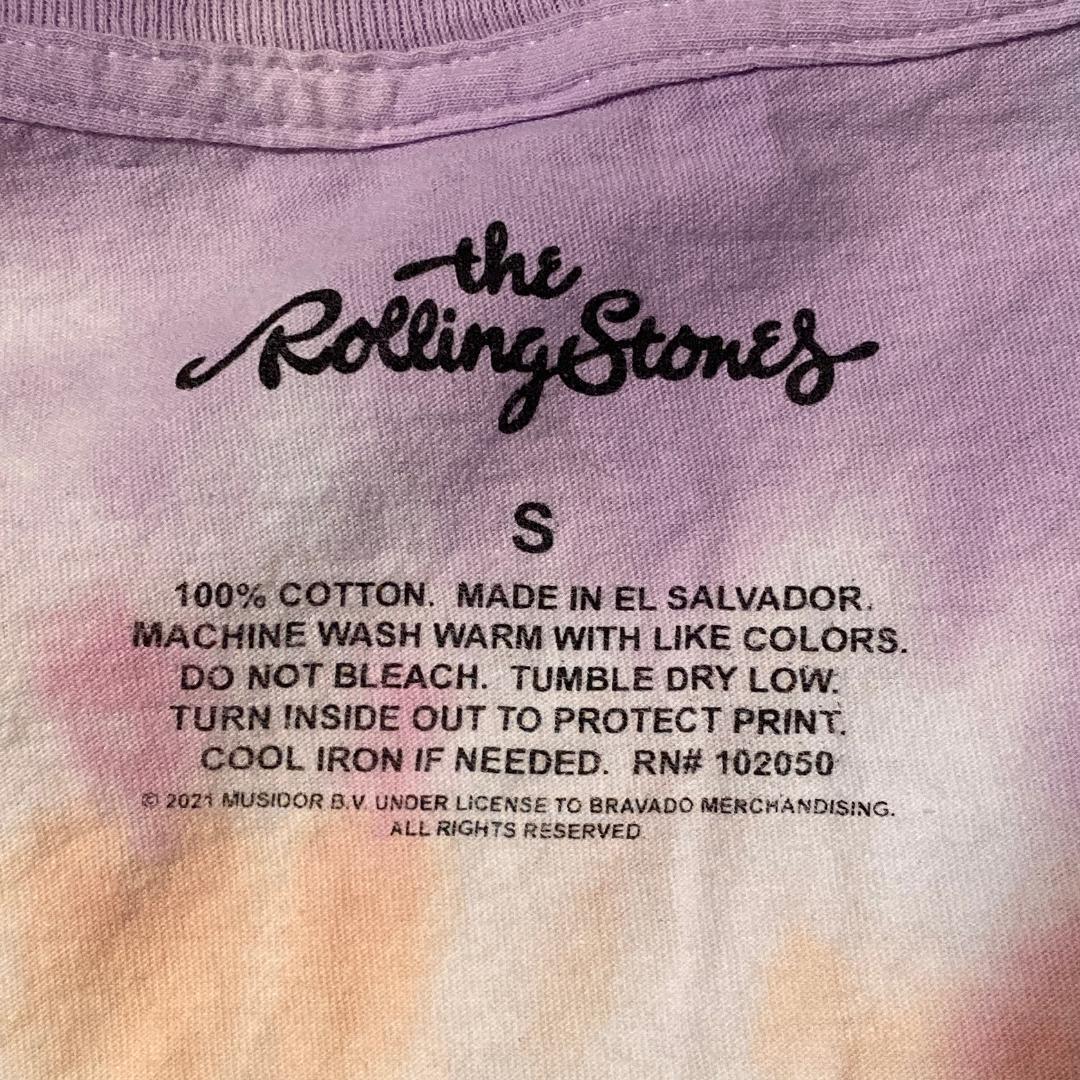 the
Rolling Stones
S
100% COTTON. MADE IN EL SALVADOR.
MACHINE WASH WARM WITH LIKE COLORS.
DO NOT BLEACH. TUMBLE DRY LOW.
TURN INSIDE OUT TO PROTECT PRINT.
COOL IRON IF NEEDED. RN# 102050
© 2021 MUSIDOR B.V. UNDER LICENSE TO BRAVADO MERCHANDISING.
ALL RIGHTS RESERVED